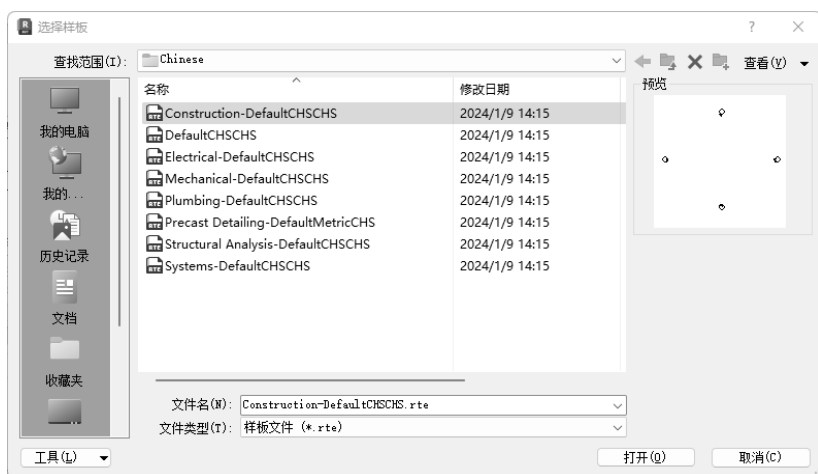 选择样板
查找范围(I): Chinese 查看(V)
名称 修改日期 预览
Construction-DefaultCHSCHS 2024/1/9 14:15
DefaultCHSCHS 2024/1/9 14:15
Electrical-DefaultCHSCHS 2024/1/9 14:15
Mechanical-DefaultCHSCHS 2024/1/9 14:15
Plumbing-DefaultCHSCHS 2024/1/9 14:15
Precast Detailing-DefaultMetricCHS 2024/1/9 14:15
Structural Analysis-DefaultCHSCHS 2024/1/9 14:15
Systems-DefaultCHSCHS 2024/1/9 14:15
我的电脑
我的...
历史记录
文档
收藏夹
文件名(N): Construction-DefaultCHSCHS.rte
文件类型(T): 样板文件 (*.rte)
工具(L) 打开(O) 取消(C)